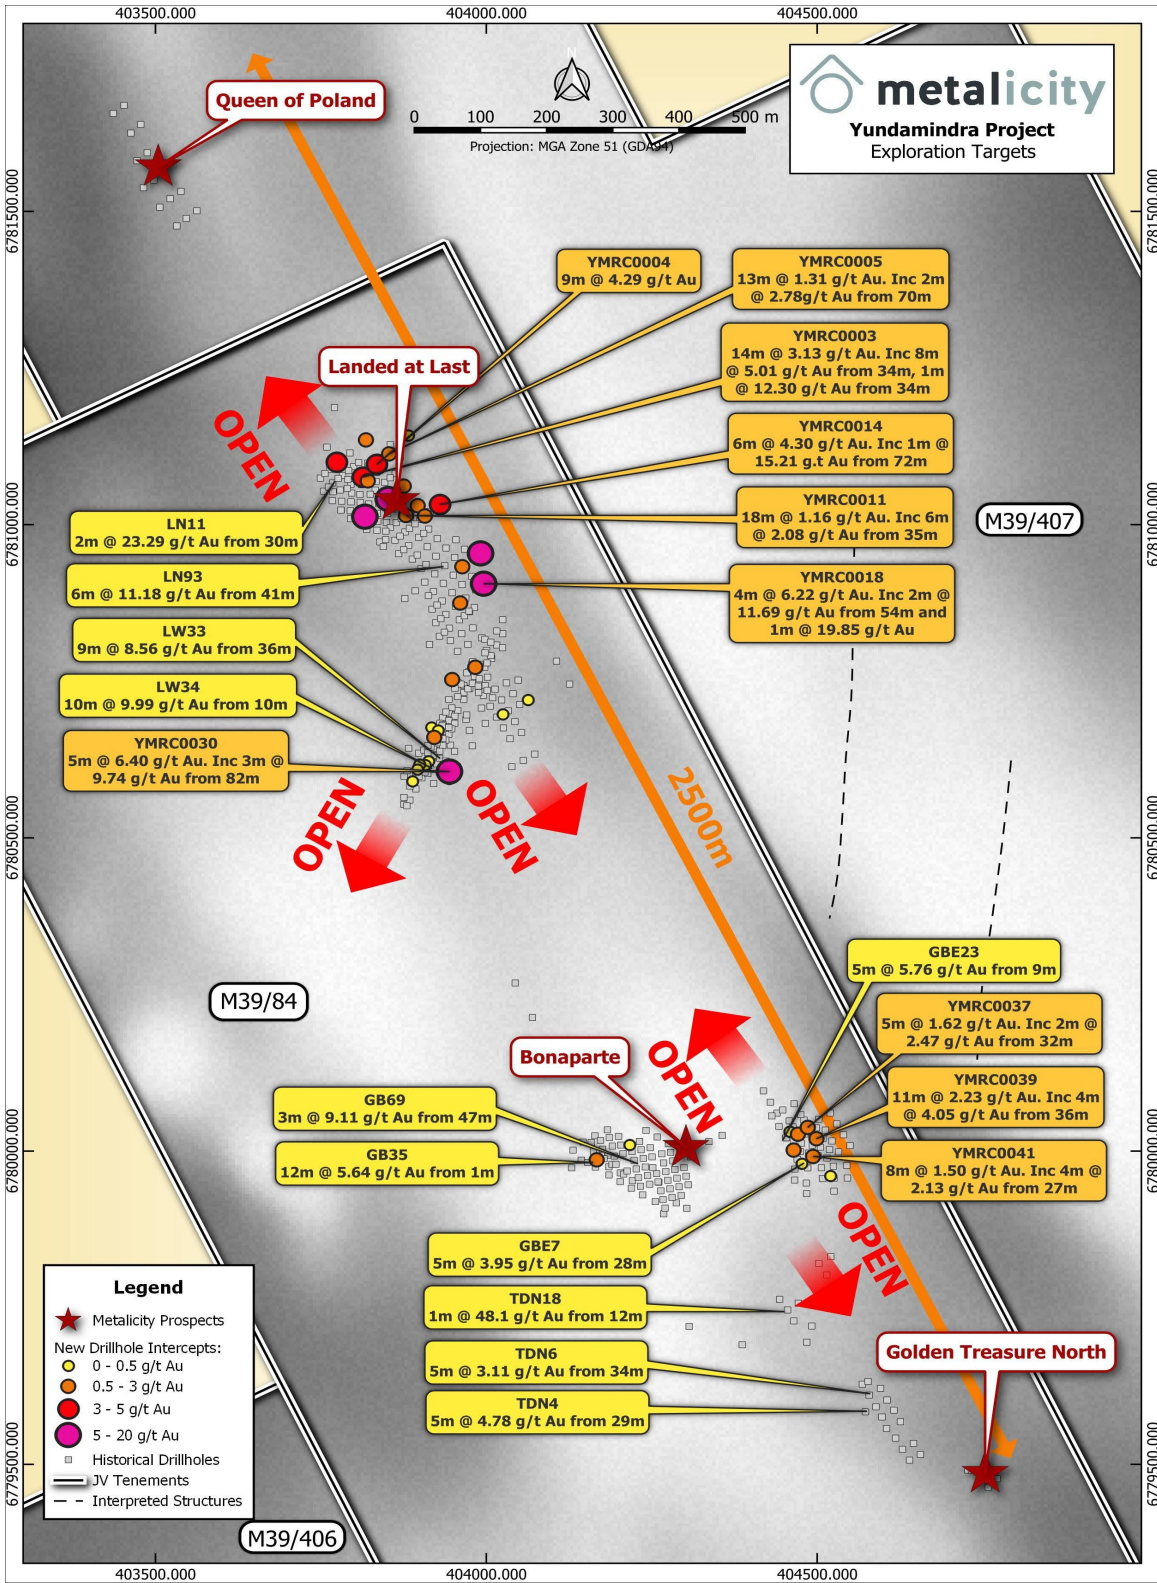 403500.000
404000.000
404500.000
N
0
100
200
300
400
500 m
Projection: MGA Zone 51 (GDA94)
metalicity
Yundamindra Project
Exploration Targets
Queen of Poland
6781500.000
6781500.000
YMRC0004
9m @ 4.29 g/t Au
YMRC0005
13m @ 1.31 g/t Au. Inc 2m
@ 2.78g/t Au from 70m
YMRC0003
14m @ 3.13 g/t Au. Inc 8m
@ 5.01 g/t Au from 34m, 1m
@ 12.30 g/t Au from 34m
Landed at Last
OPEN
YMRC0014
6m @ 4.30 g/t Au. Inc 1m @
15.21 g.t Au from 72m
YMRC0011
18m @ 1.16 g/t Au. Inc 6m
@ 2.08 g/t Au from 35m
M39/407
6781000.000
6781000.000
LN11
2m @ 23.29 g/t Au from 30m
LN93
6m @ 11.18 g/t Au from 41m
YMRC0018
4m @ 6.22 g/t Au. Inc 2m @
11.69 g/t Au from 54m and
1m @ 19.85 g/t Au
LW33
9m @ 8.56 g/t Au from 36m
LW34
10m @ 9.99 g/t Au from 10m
YMRC0030
5m @ 6.40 g/t Au. Inc 3m @
9.74 g/t Au from 82m
OPEN
OPEN
2500m
6780500.000
6780500.000
GBE23
5m @ 5.76 g/t Au from 9m
M39/84
YMRC0037
5m @ 1.62 g/t Au. Inc 2m @
2.47 g/t Au from 32m
Bonaparte
OPEN
YMRC0039
11m @ 2.23 g/t Au. Inc 4m
@ 4.05 g/t Au from 36m
GB69
3m @ 9.11 g/t Au from 47m
GB35
12m @ 5.64 g/t Au from 1m
YMRC0041
8m @ 1.50 g/t Au. Inc 4m @
2.13 g/t Au from 27m
6780000.000
6780000.000
GBE7
5m @ 3.95 g/t Au from 28m
OPEN
TDN18
1m @ 48.1 g/t Au from 12m
TDN6
5m @ 3.11 g/t Au from 34m
TDN4
5m @ 4.78 g/t Au from 29m
Golden Treasure North
6779500.000
6779500.000
Legend
Metalicity Prospects
New Drillhole Intercepts:
0 - 0.5 g/t Au
0.5 - 3 g/t Au
3 - 5 g/t Au
5 - 20 g/t Au
Historical Drillholes
JV Tenements
Interpreted Structures
M39/406
403500.000
404000.000
404500.000